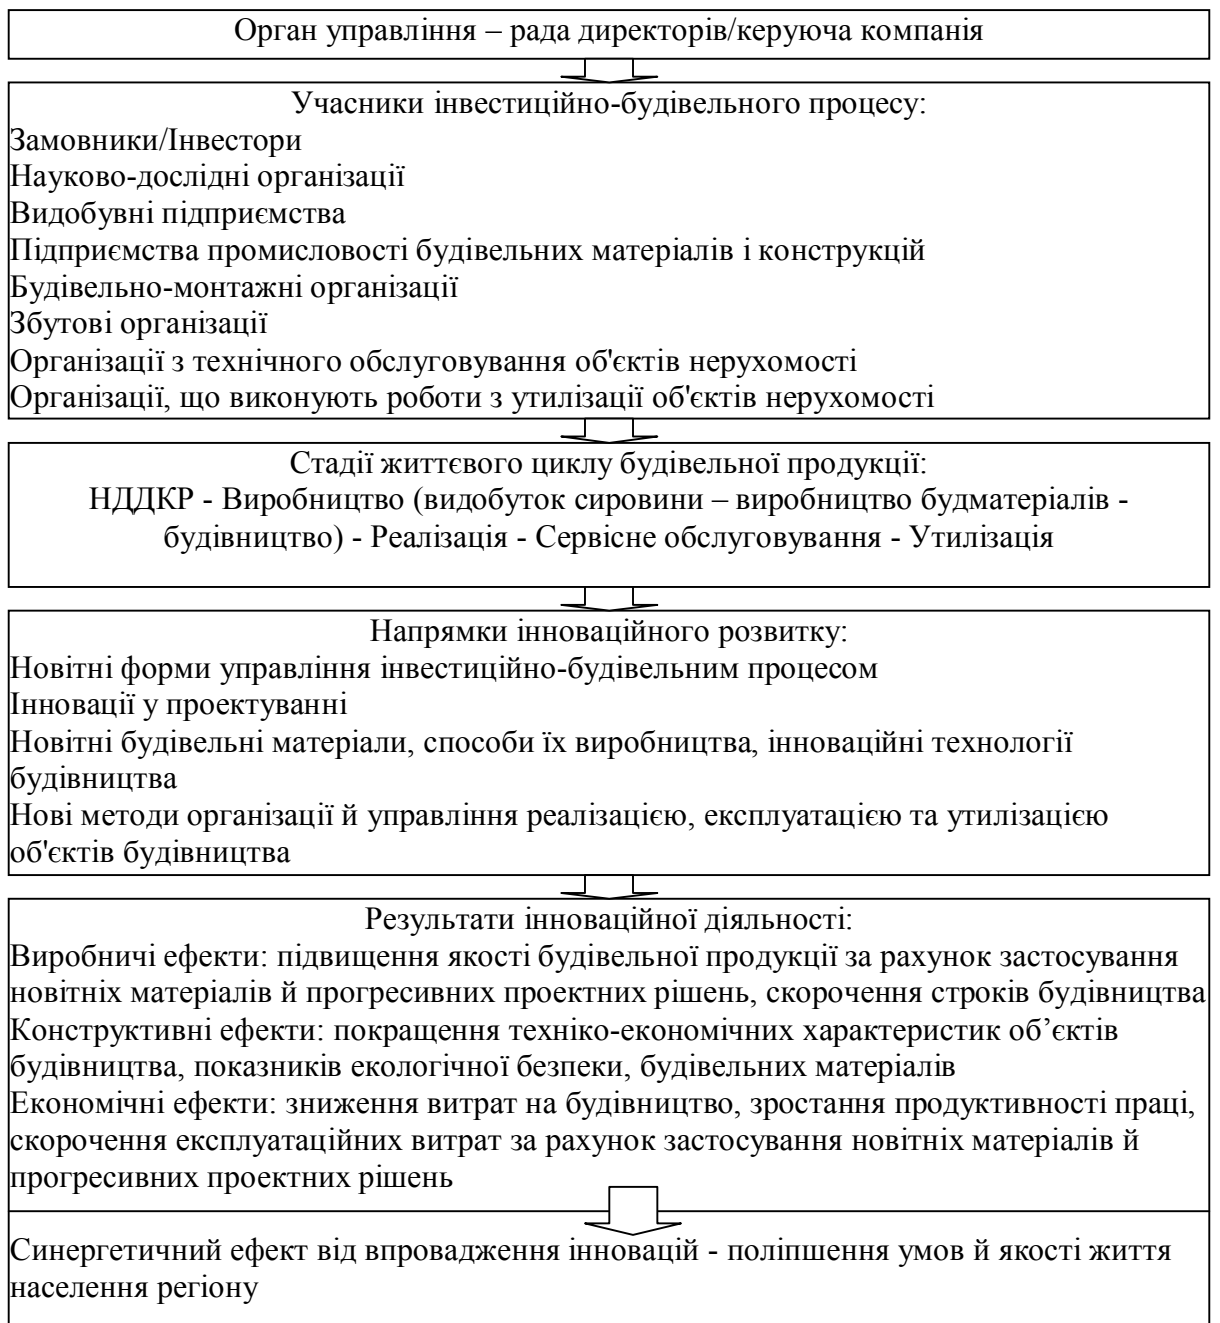 Орган управління – рада директорів/керуюча компанія
Учасники інвестиційно-будівельного процесу:
Замовники/Інвестори
Науково-дослідні організації
Видобувні підприємства
Підприємства промисловості будівельних матеріалів і конструкцій
Будівельно-монтажні організації
Збутові організації
Організації з технічного обслуговування об'єктів нерухомості
Організації, що виконують роботи з утилізації об'єктів нерухомості
Стадії життєвого циклу будівельної продукції:
НДДКР - Виробництво (видобуток сировини – виробництво будматеріалів -
будівництво) - Реалізація - Сервісне обслуговування - Утилізація
Напрямки інноваційного розвитку:
Новітні форми управління інвестиційно-будівельним процесом
Інновації у проектуванні
Новітні будівельні матеріали, способи їх виробництва, інноваційні технології
будівництва
Нові методи організації й управління реалізацією, експлуатацією та утилізацією
об'єктів будівництва
Результати інноваційної діяльності:
Виробничі ефекти: підвищення якості будівельної продукції за рахунок застосування
новітніх матеріалів й прогресивних проектних рішень, скорочення строків будівництва
Конструктивні ефекти: покращення техніко-економічних характеристик об’єктів
будівництва, показників екологічної безпеки, будівельних матеріалів
Економічні ефекти: зниження витрат на будівництво, зростання продуктивності праці,
скорочення експлуатаційних витрат за рахунок застосування новітніх матеріалів й
прогресивних проектних рішень
Синергетичний ефект від впровадження інновацій - поліпшення умов й якості життя
населення регіону